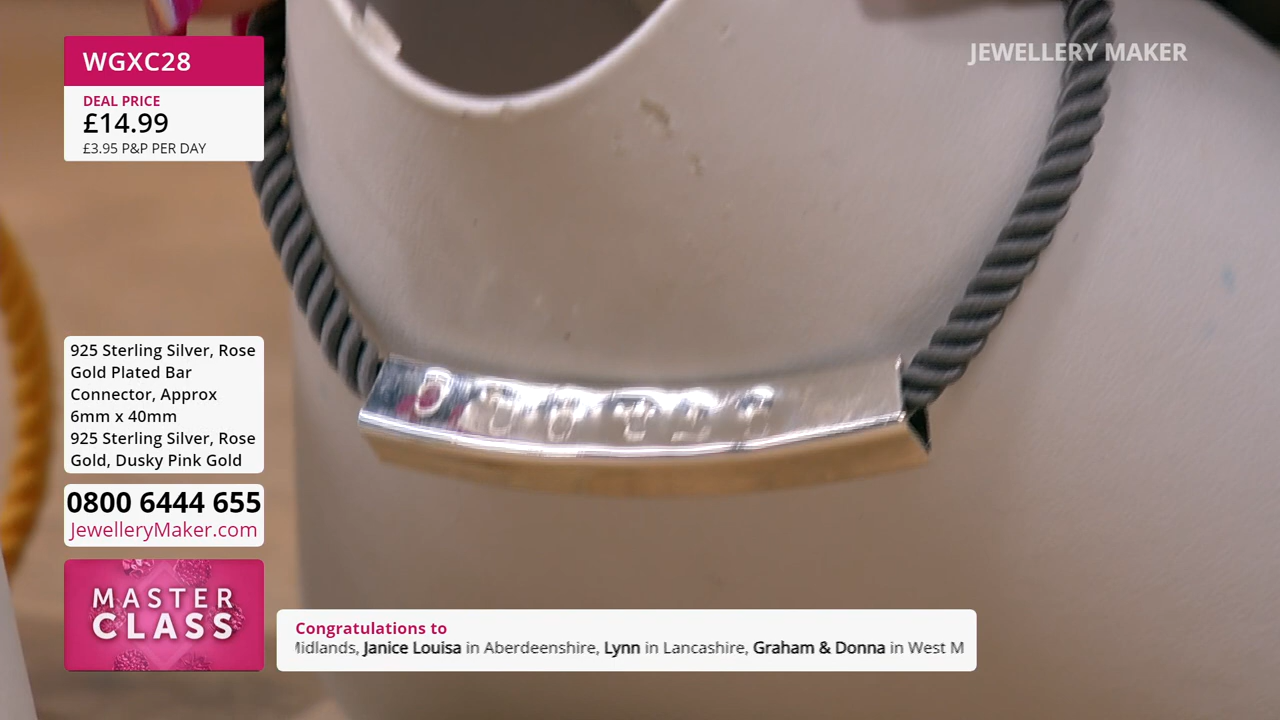 WGXC28
DEAL PRICE
£14.99
£3.95 P&P PER DAY
JEWELLERY MAKER
925 Sterling Silver, Rose
Gold Plated Bar
Connector, Approx
6mm x 40mm
925 Sterling Silver, Rose
Gold, Dusky Pink Gold
0800 6444 655
JewelleryMaker.com
MASTER
CLASS
Congratulations to
Midlands, Janice Louisa in Aberdeenshire, Lynn in Lancashire, Graham & Donna in West M